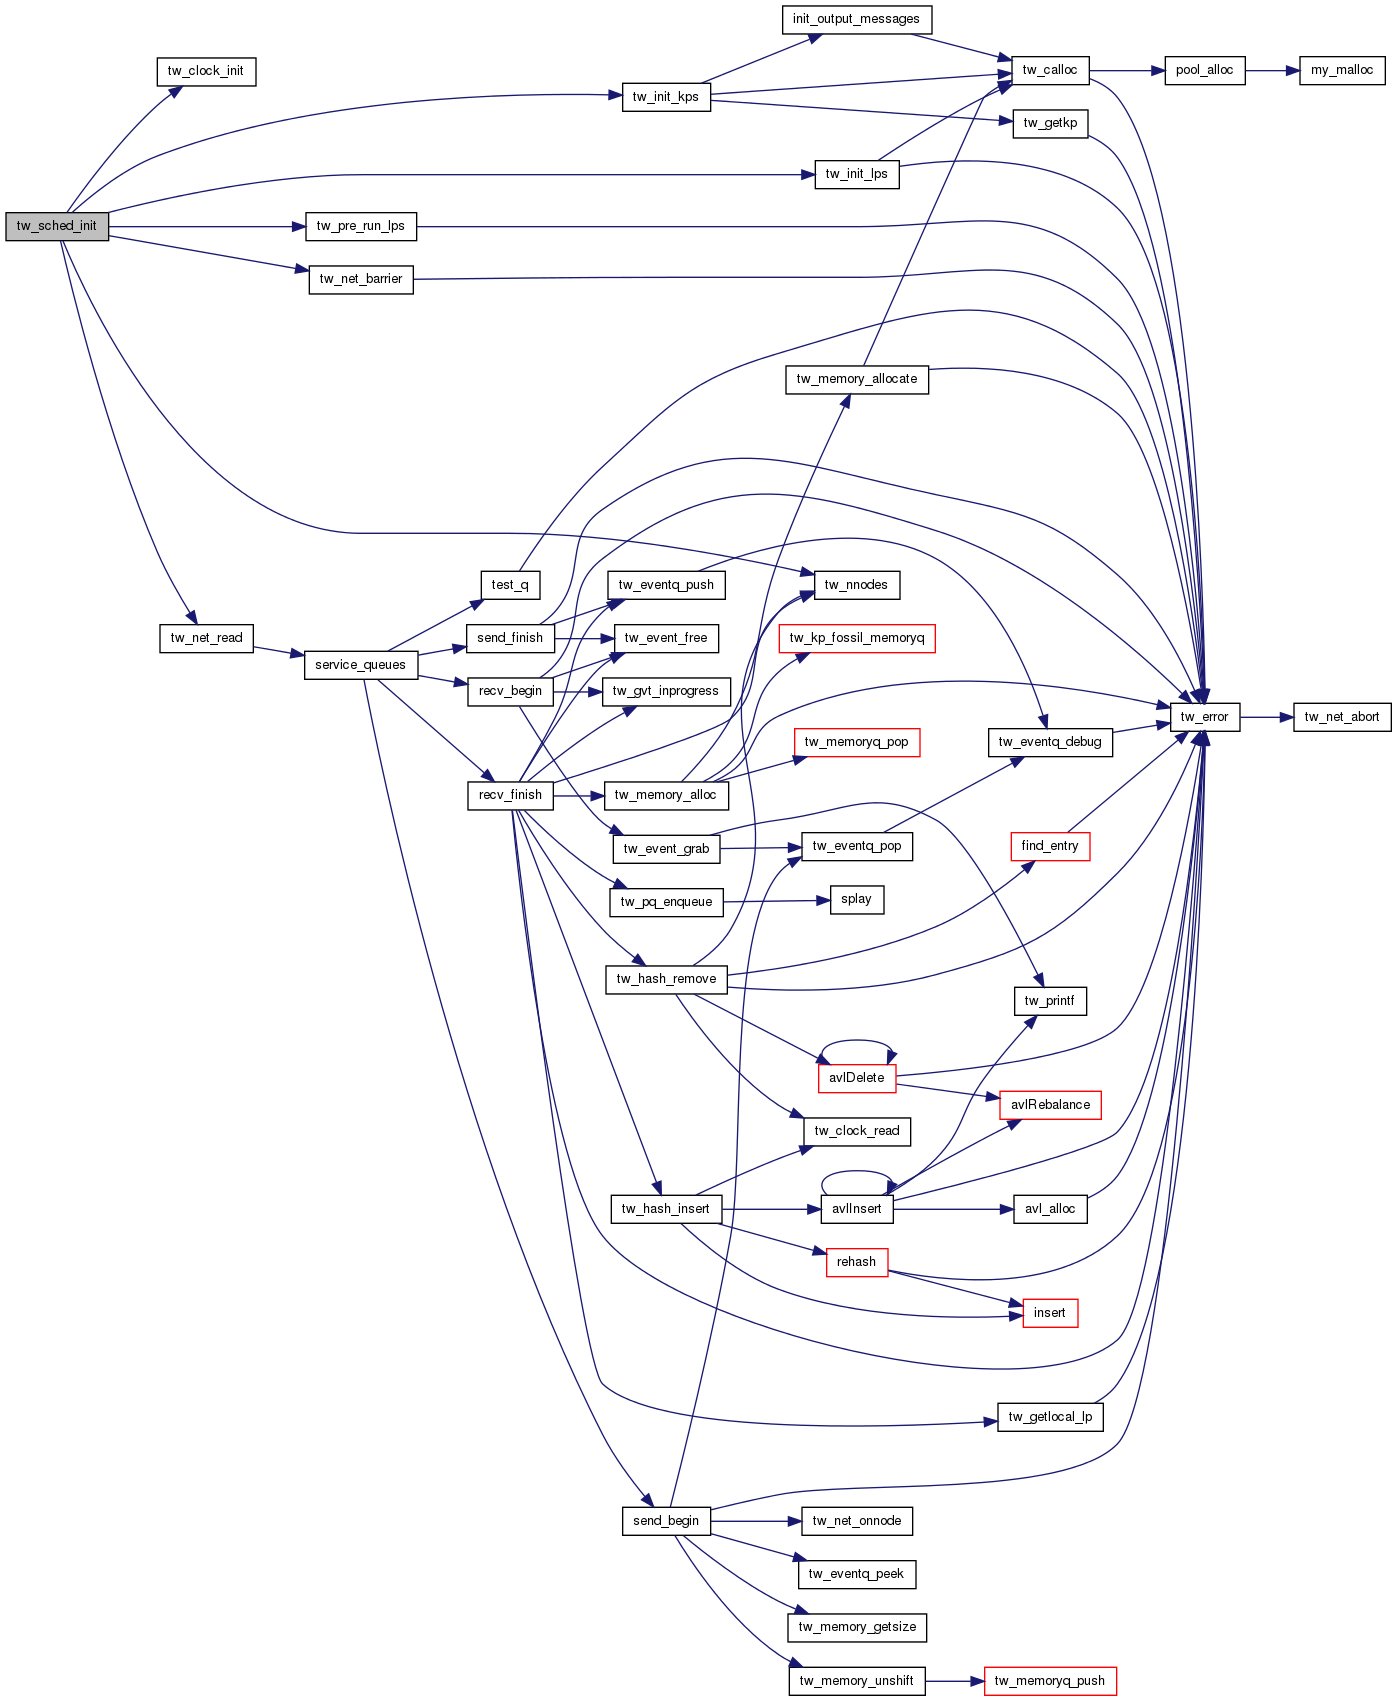 init_output_messages
tw_clock_init
tw_calloc
pool_alloc
my_malloc
tw_init_kps
tw_getkp
tw_init_lps
tw_sched_init
tw_pre_run_lps
tw_net_barrier
tw_memory_allocate
test_q
tw_eventq_push
tw_nnodes
tw_net_read
send_finish
tw_event_free
tw_kp_fossil_memoryq
service_queues
recv_begin
tw_gvt_inprogress
tw_error
tw_net_abort
tw_memoryq_pop
tw_eventq_debug
recv_finish
tw_memory_alloc
tw_event_grab
tw_eventq_pop
find_entry
tw_pq_enqueue
splay
tw_hash_remove
tw_printf
avlDelete
avlRebalance
tw_clock_read
tw_hash_insert
avlInsert
avl_alloc
rehash
insert
tw_getlocal_lp
send_begin
tw_net_onnode
tw_eventq_peek
tw_memory_getsize
tw_memory_unshift
tw_memoryq_push